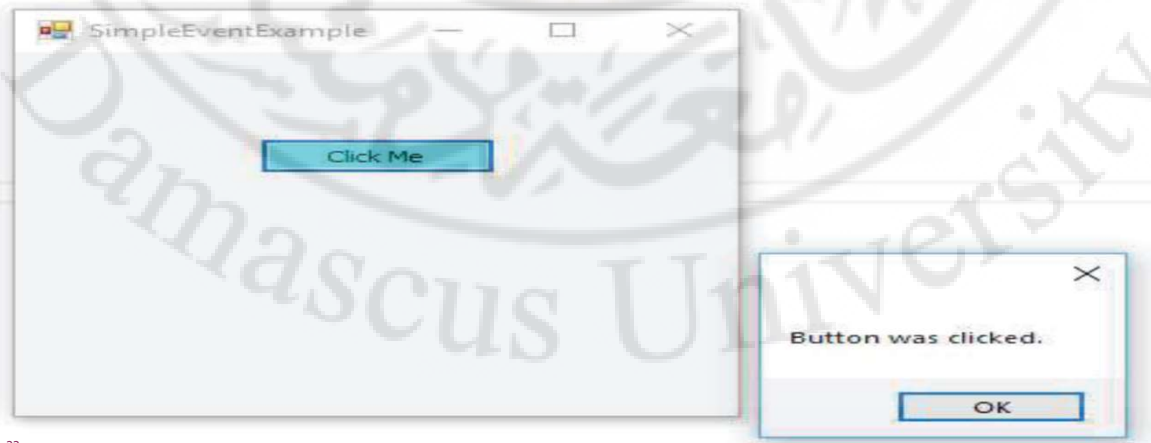 SimpleEventExample
Click Me
Damascus University
Button was clicked.
OK